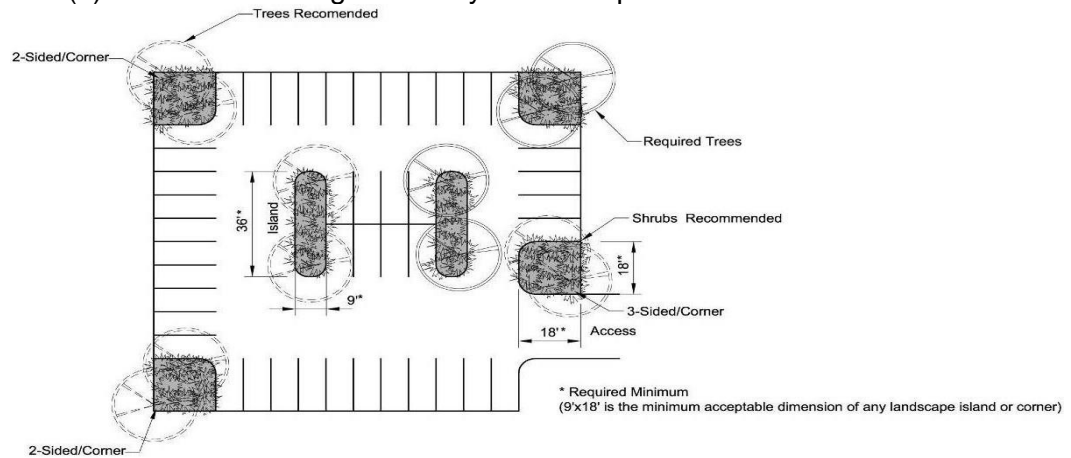 Trees Recomended
2-Sided/Corner
Required Trees
Shrubs Recommended
36'*
Island
18'*
9'*
3-Sided/Corner
18'*
Access
* Required Minimum
(9'x18' is the minimum acceptable dimension of any landscape island or corner)
2-Sided/Corner